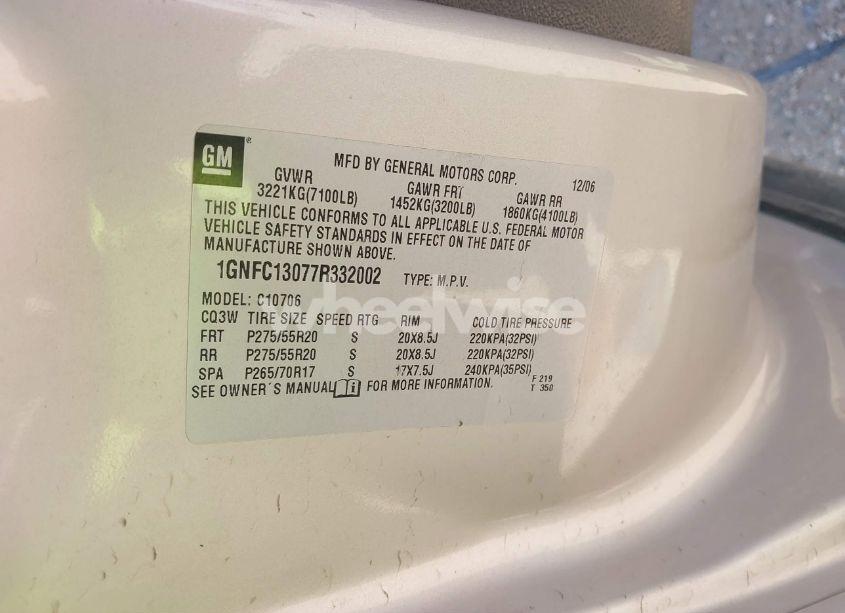 GM ®
MFD BY GENERAL MOTORS CORP. 12/06
GVWR GAWR FRT GAWR RR
3221KG(7100LB) 1452KG(3200LB) 1860KG(4100LB)
THIS VEHICLE CONFORMS TO ALL APPLICABLE U.S. FEDERAL MOTOR
VEHICLE SAFETY STANDARDS IN EFFECT ON THE DATE OF
MANUFACTURE SHOWN ABOVE.
1GNFC13077R332002 TYPE: M.P.V.
MODEL: C10706
wheelwise
CQ3W TIRE SIZE SPEED RTG RIM COLD TIRE PRESSURE
FRT P275/55R20 S 20X8.5J 220KPA(32PSI)
RR P275/55R20 S 20X8.5J 220KPA(32PSI)
SPA P265/70R17 S 17X7.5J 240KPA(35PSI)
SEE OWNER'S MANUAL FOR MORE INFORMATION.
F 219
T 350